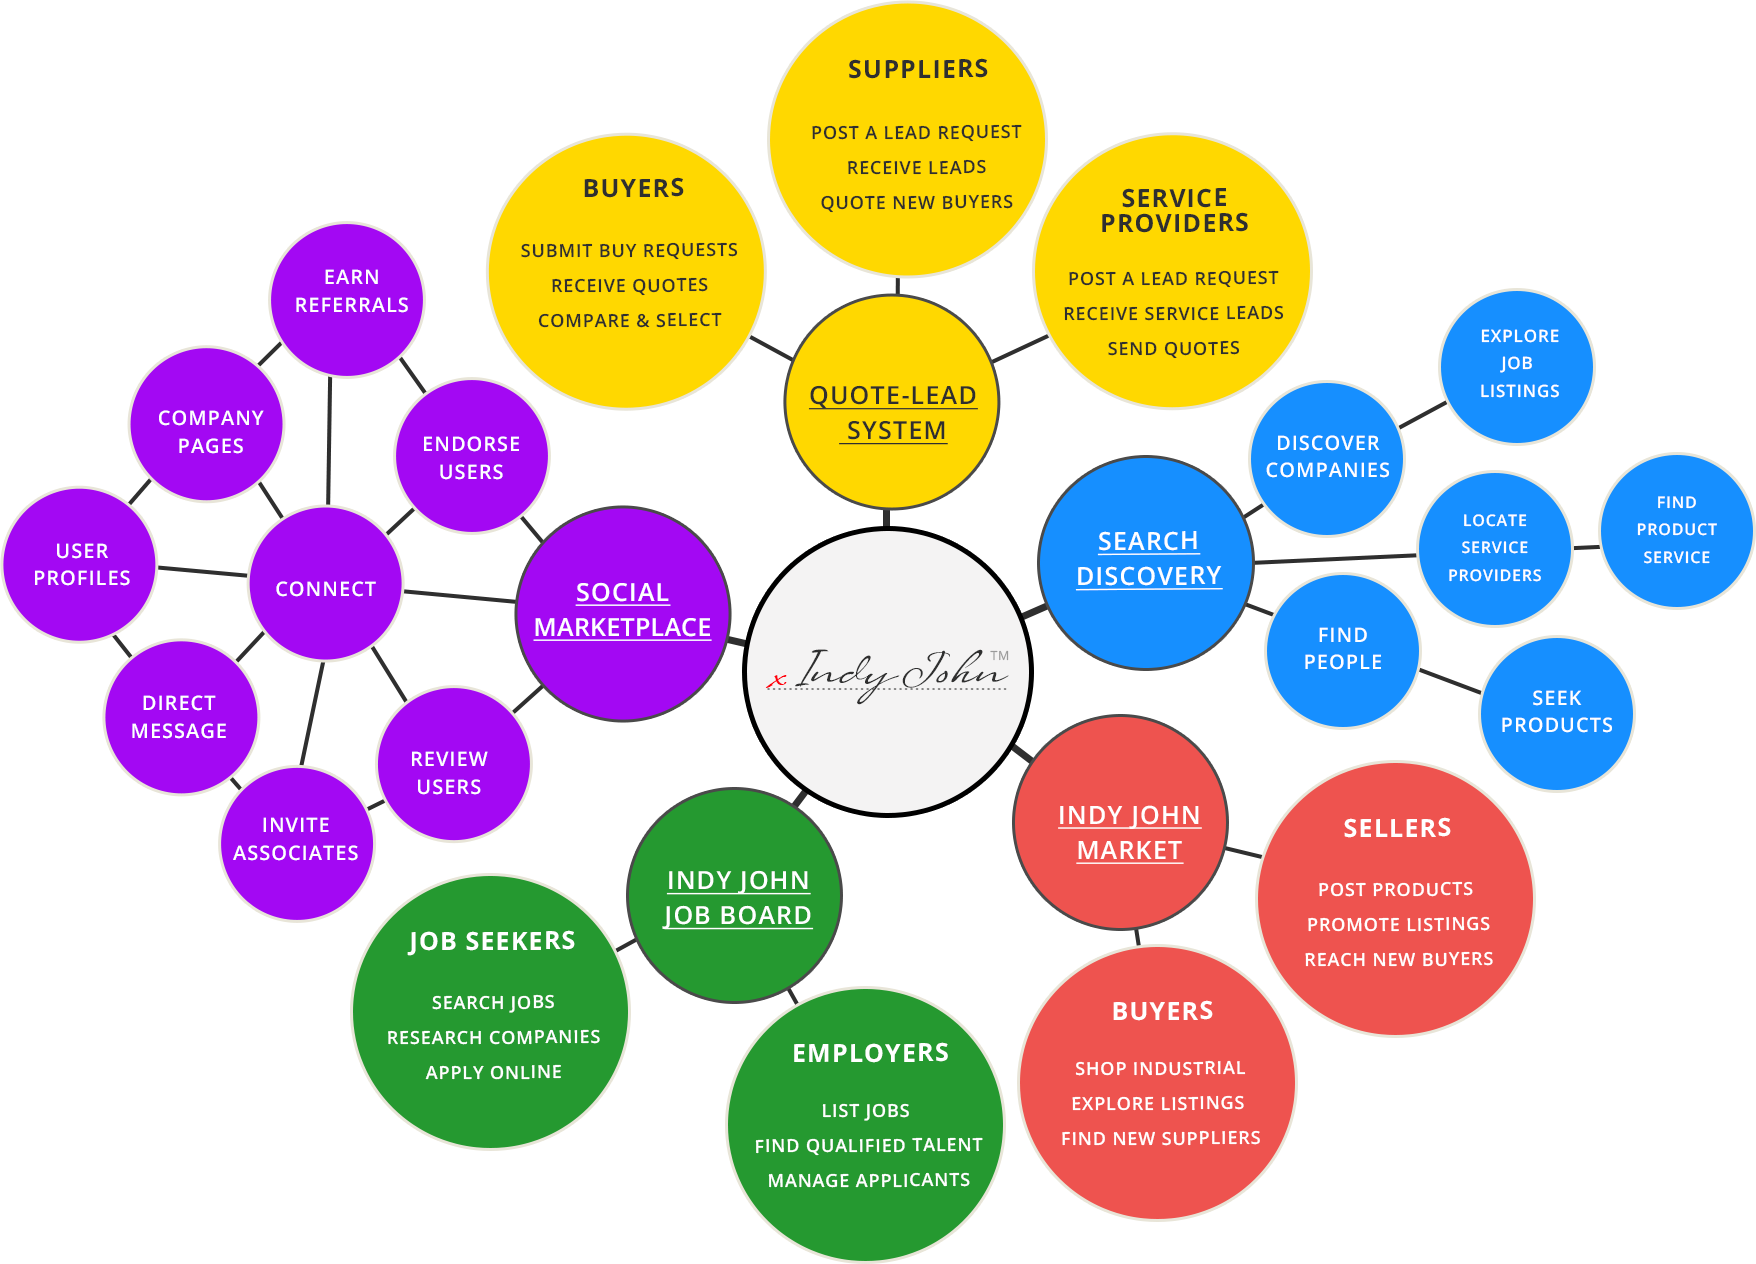 SUPPLIERS
POST A LEAD REQUEST
RECEIVE LEADS
QUOTE NEW BUYERS
BUYERS
SUBMIT BUY REQUESTS
RECEIVE QUOTES
COMPARE & SELECT
SERVICE
PROVIDERS
POST A LEAD REQUEST
RECEIVE SERVICE LEADS
SEND QUOTES
QUOTE-LEAD
SYSTEM
EARN
REFERRALS
COMPANY
PAGES
ENDORSE
USERS
USER
PROFILES
CONNECT
SOCIAL
MARKETPLACE
DIRECT
MESSAGE
REVIEW
USERS
INVITE
ASSOCIATES
EXPLORE
JOB
LISTINGS
DISCOVER
COMPANIES
LOCATE
SERVICE
PROVIDERS
FIND
PRODUCT
SERVICE
SEARCH
DISCOVERY
FIND
PEOPLE
SEEK
PRODUCTS
x Indy John TM
INDY JOHN
MARKET
SELLERS
POST PRODUCTS
PROMOTE LISTINGS
REACH NEW BUYERS
BUYERS
SHOP INDUSTRIAL
EXPLORE LISTINGS
FIND NEW SUPPLIERS
INDY JOHN
JOB BOARD
JOB SEEKERS
SEARCH JOBS
RESEARCH COMPANIES
APPLY ONLINE
EMPLOYERS
LIST JOBS
FIND QUALIFIED TALENT
MANAGE APPLICANTS